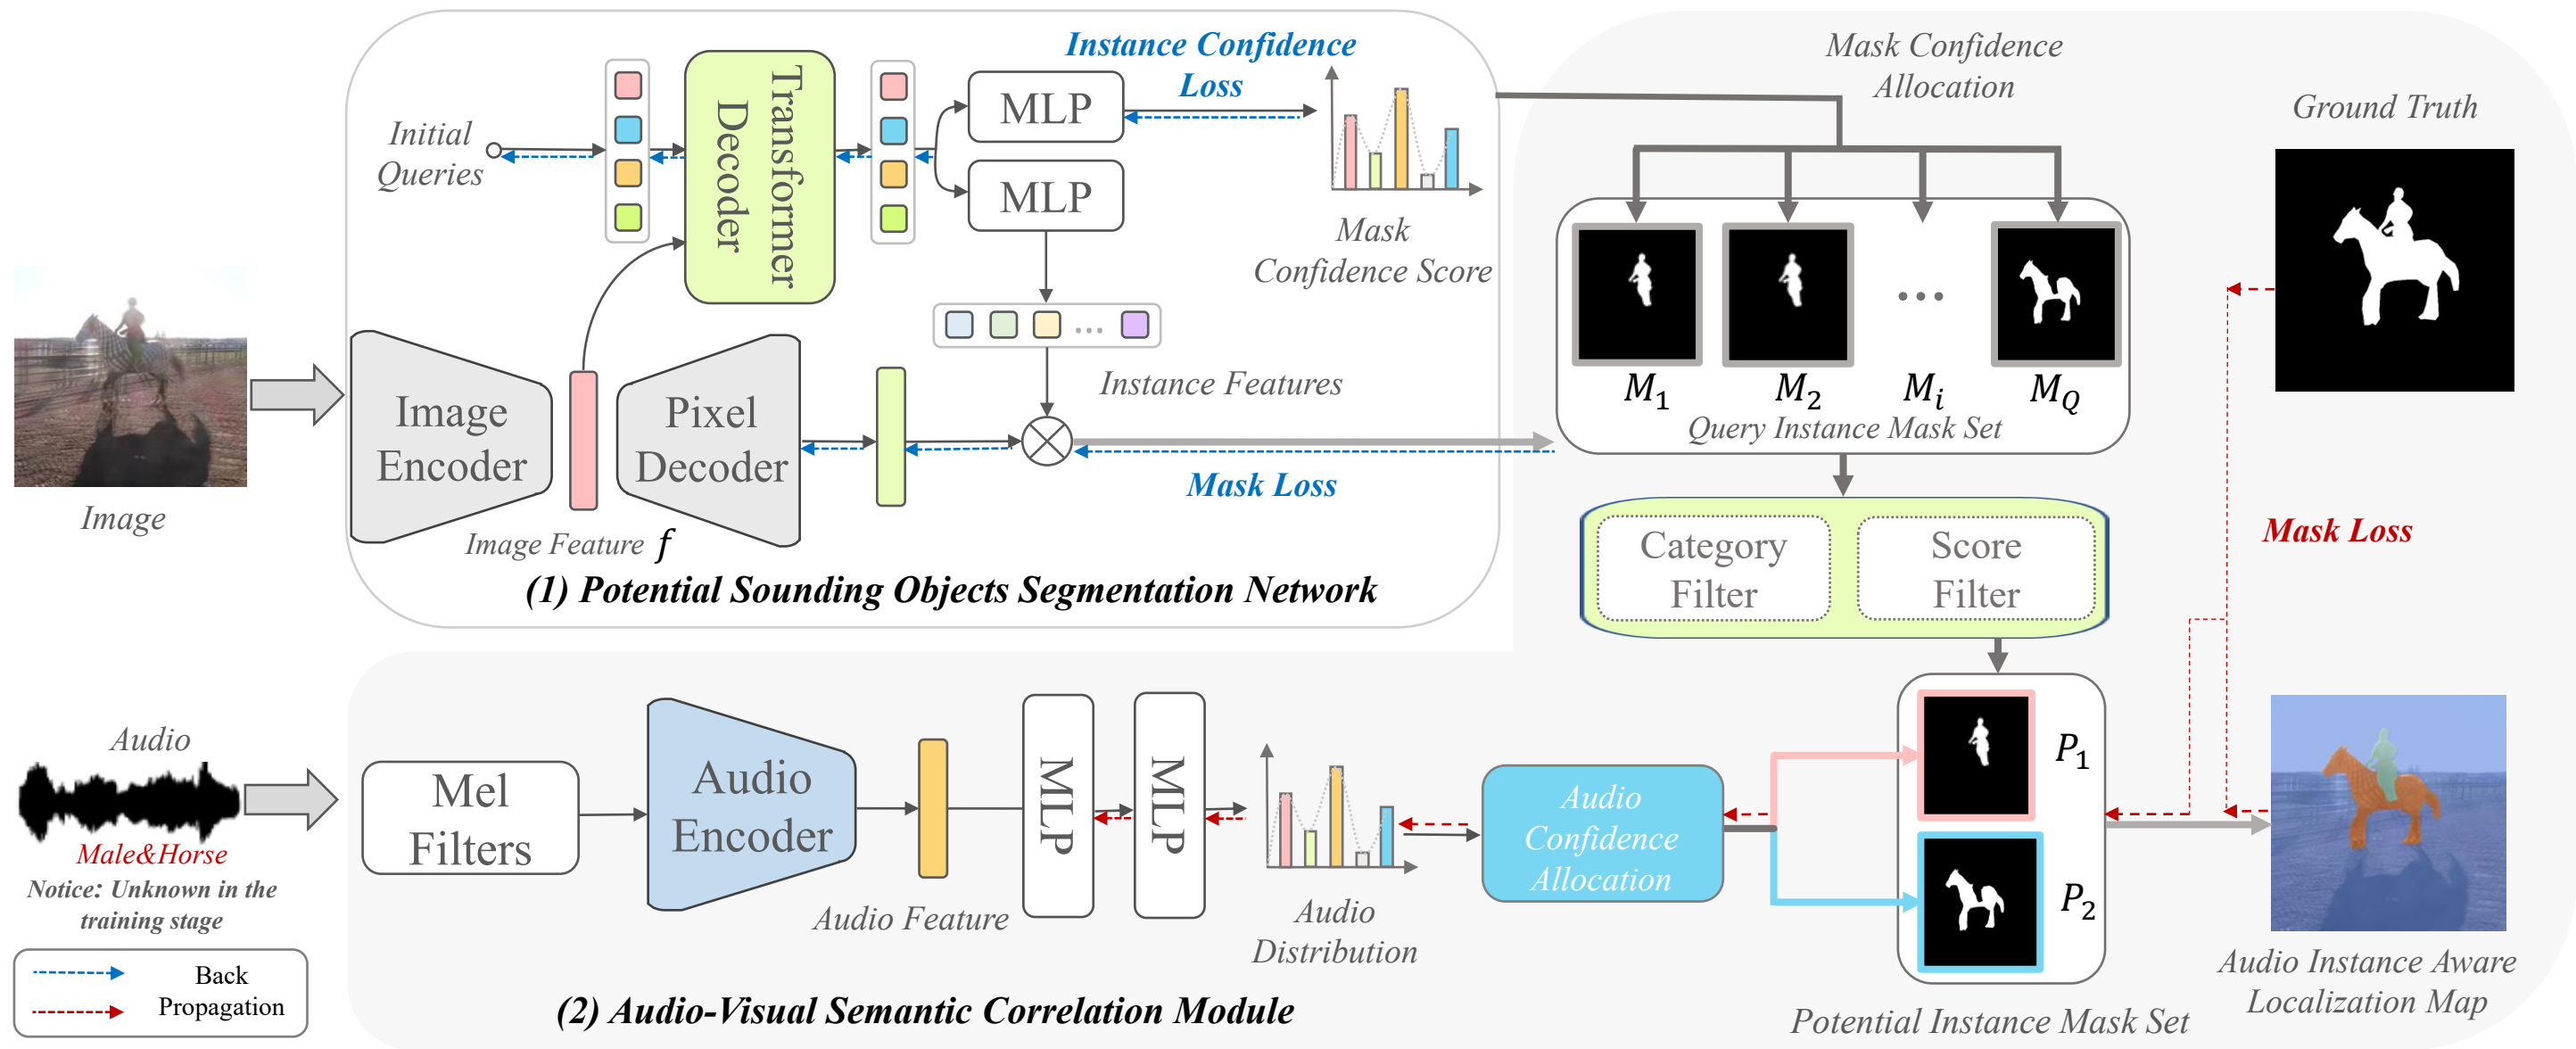 Instance Confidence
Loss
Initial
Queries
Transformer
Decoder
MLP
MLP
Mask
Confidence Score
Instance Features
Image
Encoder
Pixel
Decoder
Image Feature f
Mask Loss
(1) Potential Sounding Objects Segmentation Network
Image
Mask Confidence
Allocation
Ground Truth
M1
M2
...
Mi
MQ
Query Instance Mask Set
Category
Filter
Score
Filter
Mask Loss
Audio
Male&Horse
Notice: Unknown in the
training stage
Back
Propagation
Mel
Filters
Audio
Encoder
Audio Feature
MLP
MLP
Audio
Distribution
Audio
Confidence
Allocation
P1
P2
Potential Instance Mask Set
Audio Instance Aware
Localization Map
(2) Audio-Visual Semantic Correlation Module